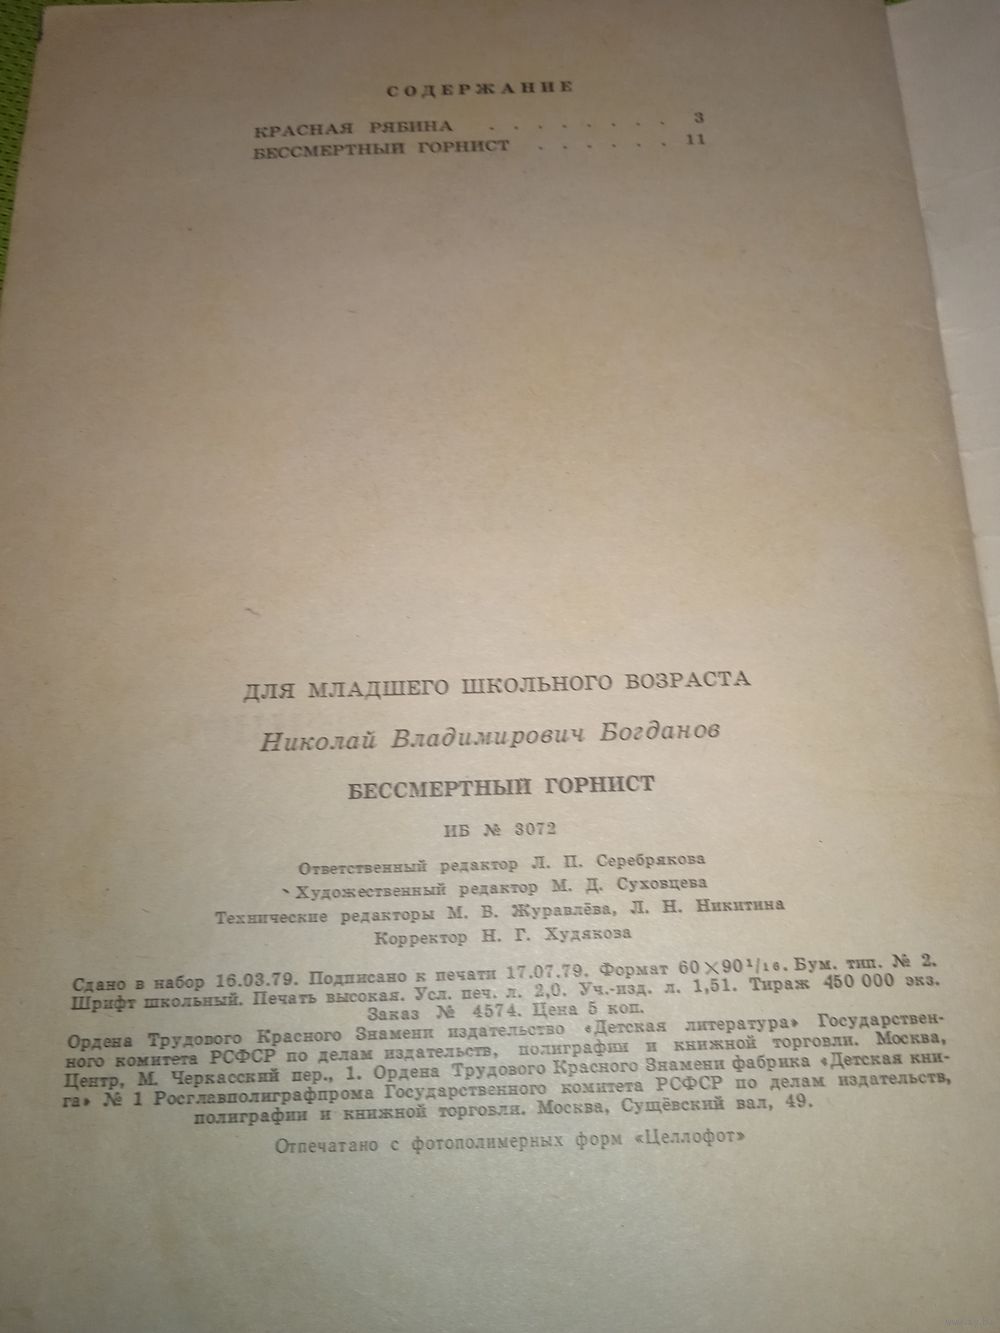 СОДЕРЖАНИЕ
КРАСНАЯ РЯБИНА . . . . . . . . 3
БЕССМЕРТНЫЙ ГОРНИСТ . . . . . . 11
ДЛЯ МЛАДШЕГО ШКОЛЬНОГО ВОЗРАСТА
Николай Владимирович Богданов
БЕССМЕРТНЫЙ ГОРНИСТ
ИБ № 3072
Ответственный редактор Л. П. Серебрякова
Художественный редактор М. Д. Суховцева
Технические редакторы М. В. Журавлёва, Л. Н. Никитина
Корректор Н. Г. Худякова
Сдано в набор 16.03.79. Подписано к печати 17.07.79. Формат 60×90¹/₁₆. Бум. тип. № 2.
Шрифт школьный. Печать высокая. Усл. печ. л. 2,0. Уч.-изд. л. 1,51. Тираж 450 000 экз.
Заказ № 4574. Цена 5 коп.
Ордена Трудового Красного Знамени издательство «Детская литература» Государствен-
ного комитета РСФСР по делам издательств, полиграфии и книжной торговли. Москва,
Центр, М. Черкасский пер., 1. Ордена Трудового Красного Знамени фабрика «Детская кни-
га» № 1 Росглавполиграфпрома Государственного комитета РСФСР по делам издательств,
полиграфии и книжной торговли. Москва, Сущёвский вал, 49.
Отпечатано с фотополимерных форм «Целлофот»